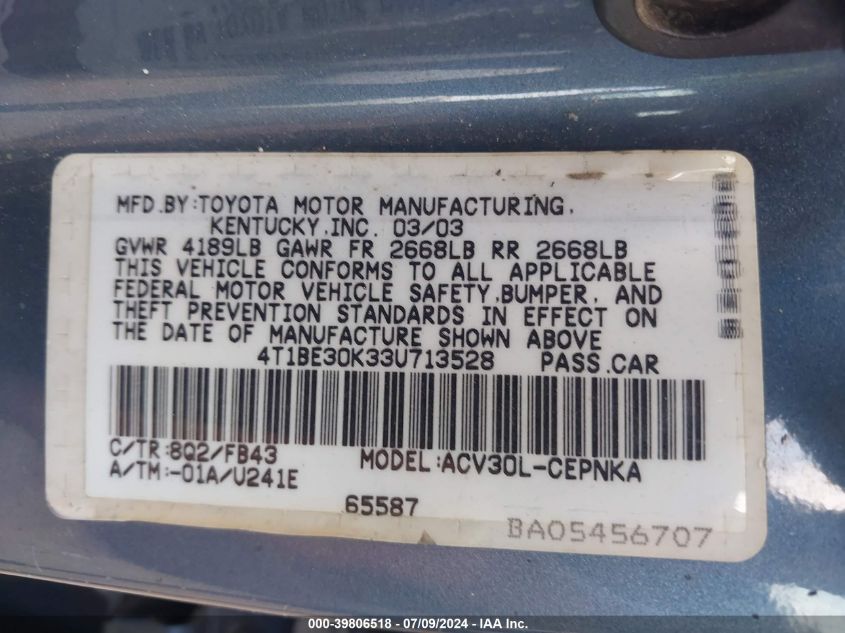 MFD.BY:TOYOTA MOTOR MANUFACTURING,
KENTUCKY,INC. 03/03
GVWR 4189LB GAWR FR 2668LB RR 2668LB
THIS VEHICLE CONFORMS TO ALL APPLICABLE
FEDERAL MOTOR VEHICLE SAFETY,BUMPER, AND
THEFT PREVENTION STANDARDS IN EFFECT ON
THE DATE OF MANUFACTURE SHOWN ABOVE
4T1BE30K33U713528 PASS.CAR
C/TR:8Q2/FB43 MODEL:ACV30L-CEPNKA
A/TM:-01A/U241E
65587
BA05456707
000-39806518 - 07/09/2024 - IAAI.com